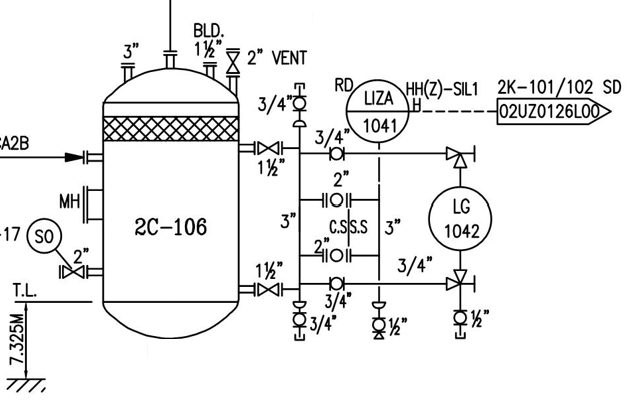 BLD.
3"
1½"
2" VENT
RD
LIZA
1041
HH(Z)-SIL1
H
2K-101/102 SD
02UZ0126L00
3/4"
3/4"
CA2B
1½"
MH
2"
2C-106
3"
C.S
S.S
3"
LG
1042
-17
SO
2"
2"
1½"
3/4"
3/4"
T.L.
3/4"
½"
½"
7.325M